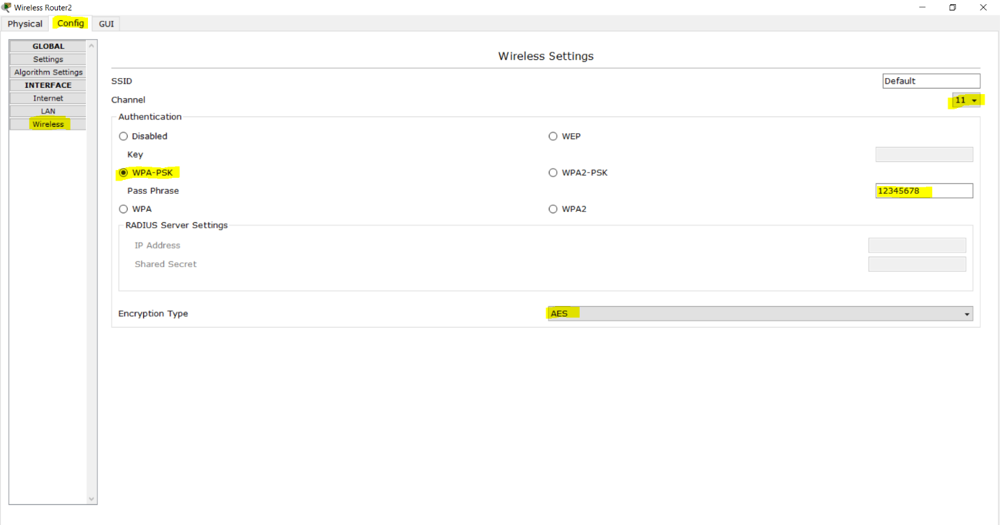 Wireless Router2
Physical Config GUI
GLOBAL
Settings
Algorithm Settings
INTERFACE
Internet
LAN
Wireless
Wireless Settings
SSID Default
Channel 11
Authentication
Disabled WEP
Key
WPA-PSK WPA2-PSK
Pass Phrase 12345678
WPA WPA2
RADIUS Server Settings
IP Address
Shared Secret
Encryption Type AES